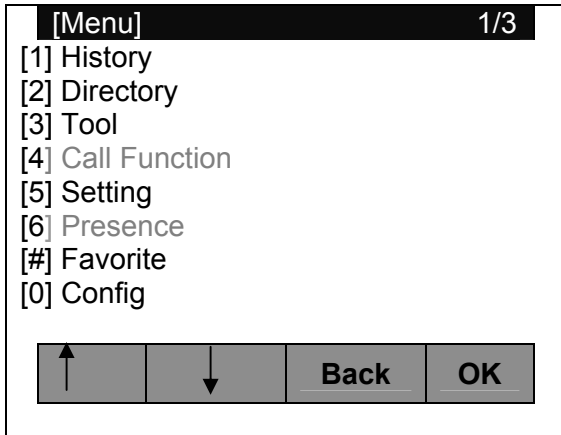 [Menu] 1/3
[1] History
[2] Directory
[3] Tool
[4] Call Function
[5] Setting
[6] Presence
[#] Favorite
[0] Config
↑ ↓ Back OK